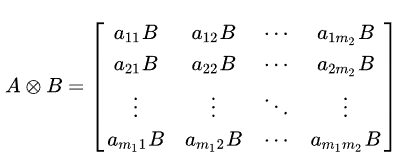 A ⊗ B = [ a₁₁B a₁₂B ⋯ a₁ₘ₂B
a₂₁B a₂₂B ⋯ a₂ₘ₂B
⋮ ⋮ ⋱ ⋮
aₘ₁₁B aₘ₁₂B ⋯ aₘ₁ₘ₂B ]